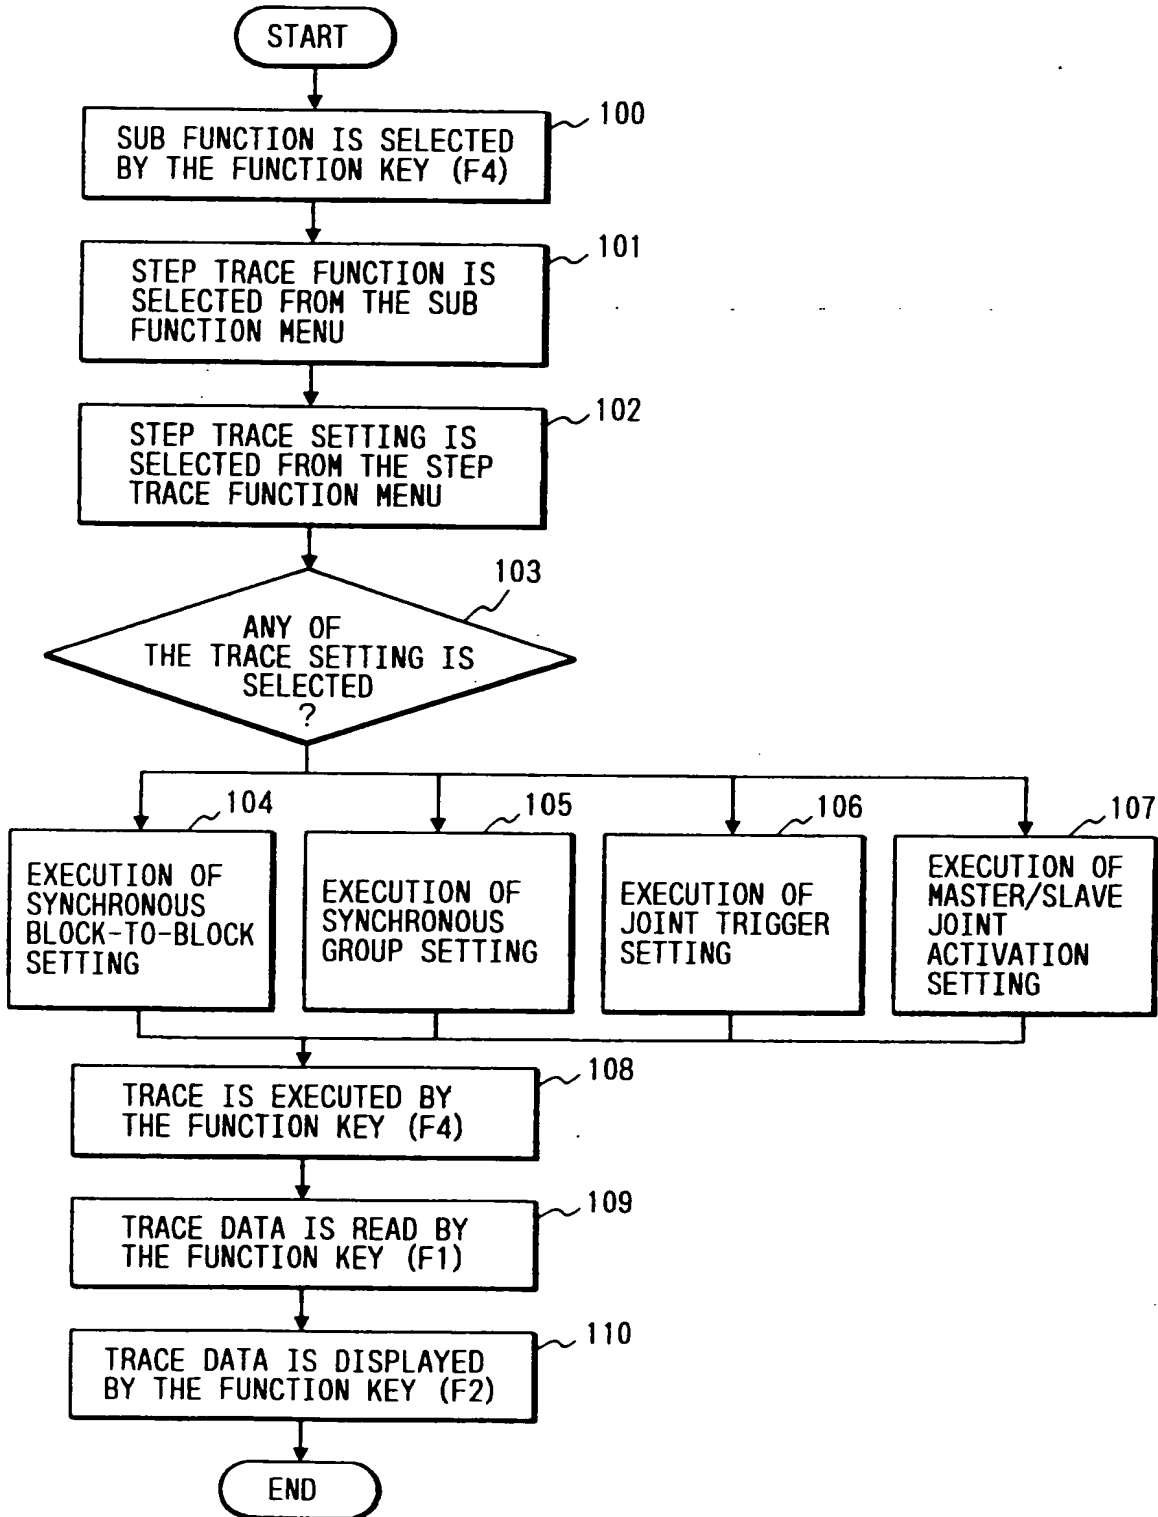 START
100
SUB FUNCTION IS SELECTED
BY THE FUNCTION KEY (F4)
101
STEP TRACE FUNCTION IS
SELECTED FROM THE SUB
FUNCTION MENU
102
STEP TRACE SETTING IS
SELECTED FROM THE STEP
TRACE FUNCTION MENU
103
ANY OF
THE TRACE SETTING IS
SELECTED
?
104
EXECUTION OF
SYNCHRONOUS
BLOCK-TO-BLOCK
SETTING
105
EXECUTION OF
SYNCHRONOUS
GROUP SETTING
106
EXECUTION OF
JOINT TRIGGER
SETTING
107
EXECUTION OF
MASTER/SLAVE
JOINT
ACTIVATION
SETTING
108
TRACE IS EXECUTED BY
THE FUNCTION KEY (F4)
109
TRACE DATA IS READ BY
THE FUNCTION KEY (F1)
110
TRACE DATA IS DISPLAYED
BY THE FUNCTION KEY (F2)
END